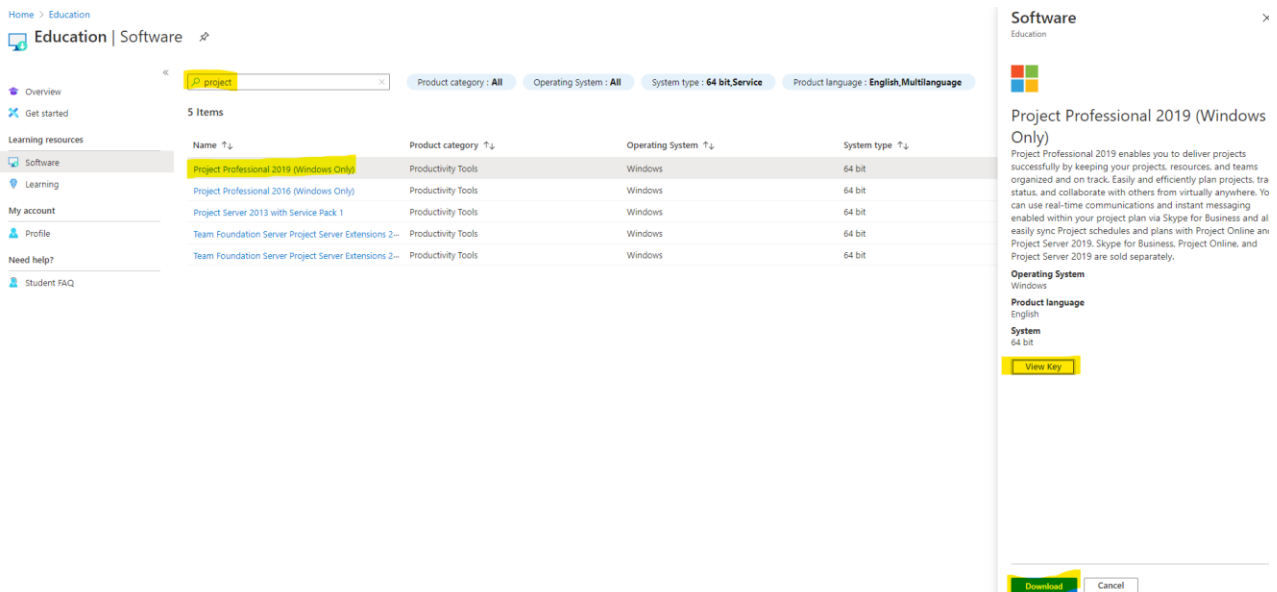 Home > Education
Education | Software
Overview
Get started
Learning resources
Software
Learning
My account
Profile
Need help?
Student FAQ
project
Product category : All
Operating System : All
System type : 64 bit,Service
Product language : English,Multilanguage
5 Items
Name ↑↓ Product category ↑↓ Operating System ↑↓ System type ↑↓
Project Professional 2019 (Windows Only) Productivity Tools Windows 64 bit
Project Professional 2016 (Windows Only) Productivity Tools Windows 64 bit
Project Server 2013 with Service Pack 1 Productivity Tools Windows 64 bit
Team Foundation Server Project Server Extensions 2··· Productivity Tools Windows 64 bit
Team Foundation Server Project Server Extensions 2··· Productivity Tools Windows 64 bit
Software
Education
Project Professional 2019 (Windows
Only)
Project Professional 2019 enables you to deliver projects
successfully by keeping your projects, resources, and teams
organized and on track. Easily and efficiently plan projects, tra
status, and collaborate with others from virtually anywhere. Yo
can use real-time communications and instant messaging
enabled within your project plan via Skype for Business and al
easily sync Project schedules and plans with Project Online an
Project Server 2019. Skype for Business, Project Online, and
Project Server 2019 are sold separately.
Operating System
Windows
Product language
English
System
64 bit
View Key
Download
Cancel